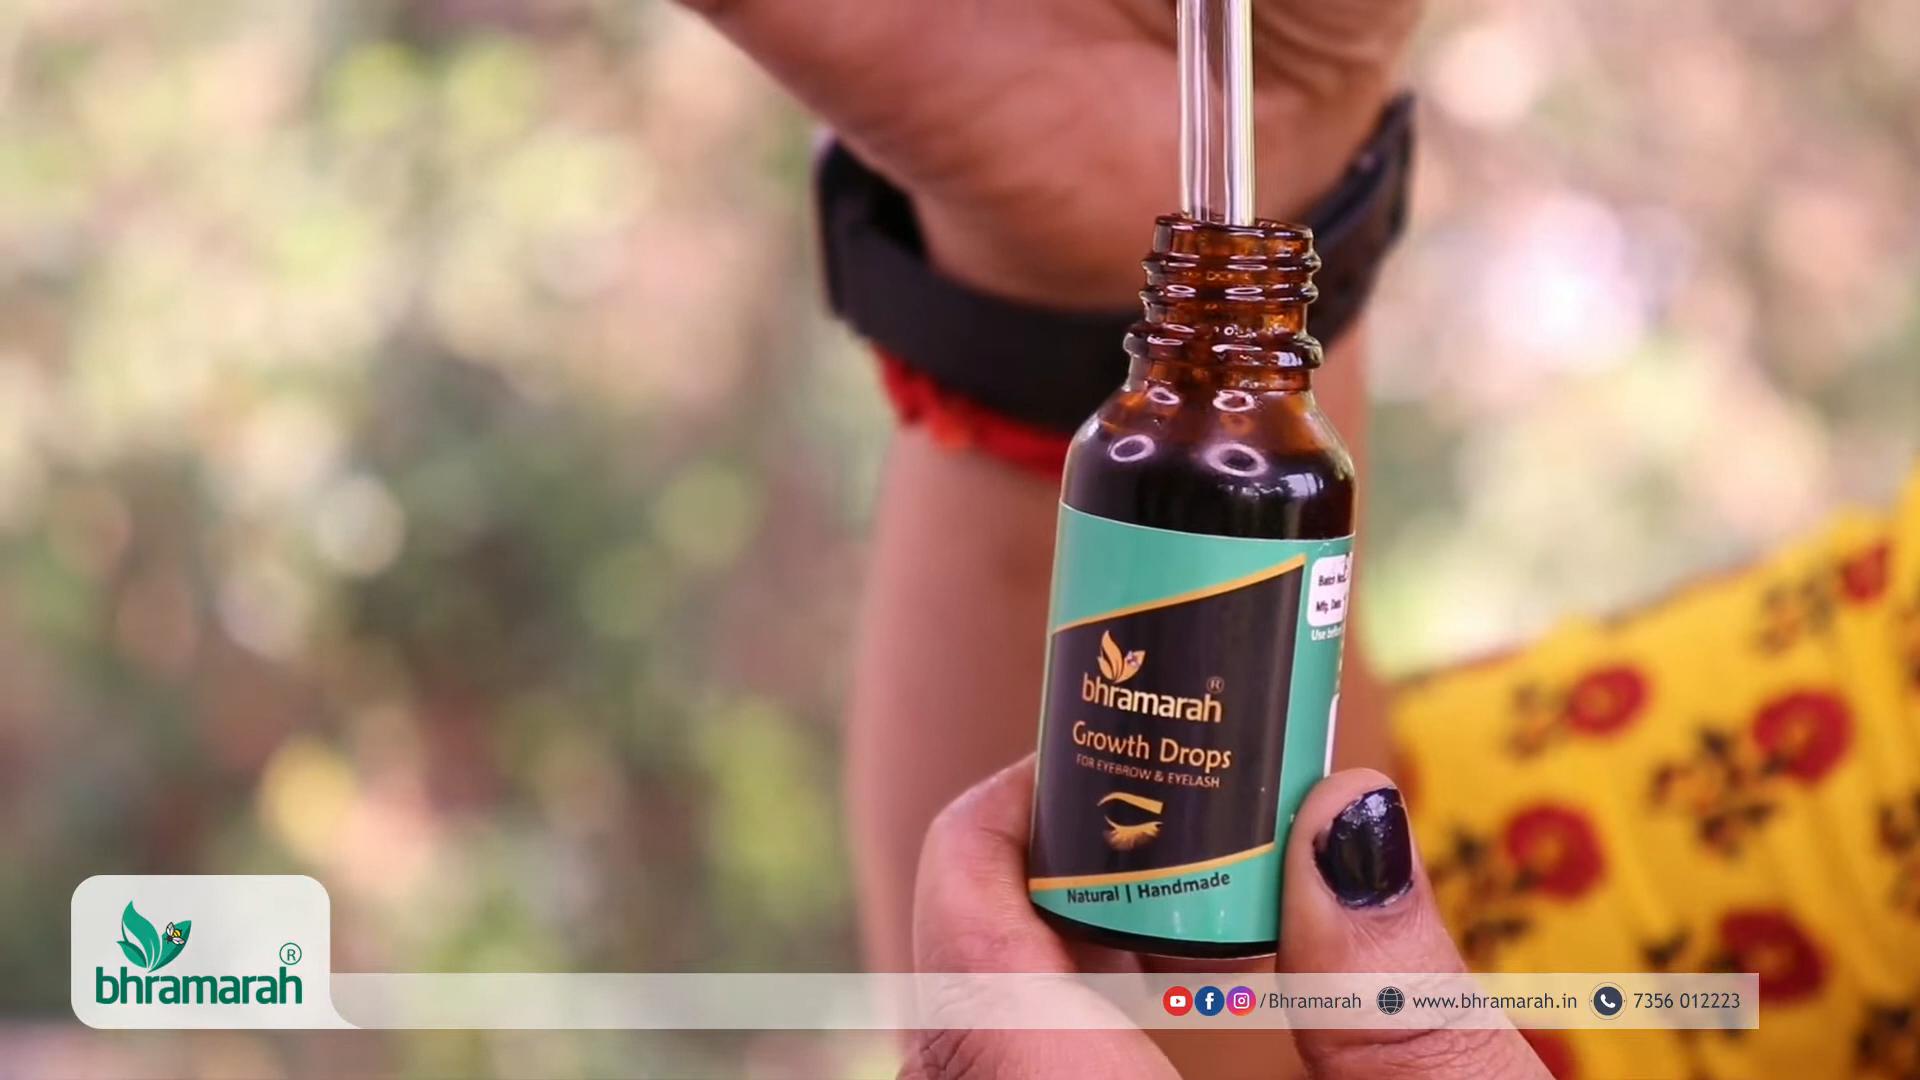 Batch No.
Mfg. Date
Use before
bhramarah®
Growth Drops
FOR EYEBROW & EYELASH
Natural | Handmade
bhramarah®
/Bhramarah www.bhramarah.in 7356 012223